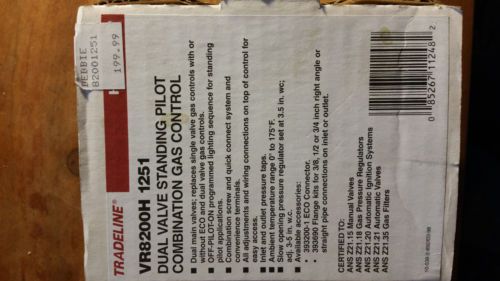 DEBBIE
82001251
199.99
TRADELINE®
VR8200H 1251
DUAL VALVE STANDING PILOT
COMBINATION GAS CONTROL
■ Dual main valves; replaces single valve gas controls with or
without ECO and dual valve gas controls.
■ OFF-PILOT-ON programmed lighting sequence for standing
pilot applications.
■ Combination screw and quick connect system and
convenience terminals.
■ All adjustments and wiring connections on top of control for
easy access.
■ Inlet and outlet pressure taps.
■ Ambient temperature range 0° to 175°F.
■ Slow opening pressure regulator set at 3.5 in. wc;
adj. 3-5 in. w.c.
■ Available accessories:
• 393200-1 ECO Connector.
• 393690 Flange kits for 3/8, 1/2 or 3/4 inch right angle or
straight pipe connections on inlet or outlet.
CERTIFIED TO:
ANS Z21.15 Manual Valves
ANS Z21.18 Gas Pressure Regulators
ANS Z21.20 Automatic Ignition Systems
ANS Z21.21 Automatic Valves
ANS Z21.35 Gas Filters
0 85267 11248 2